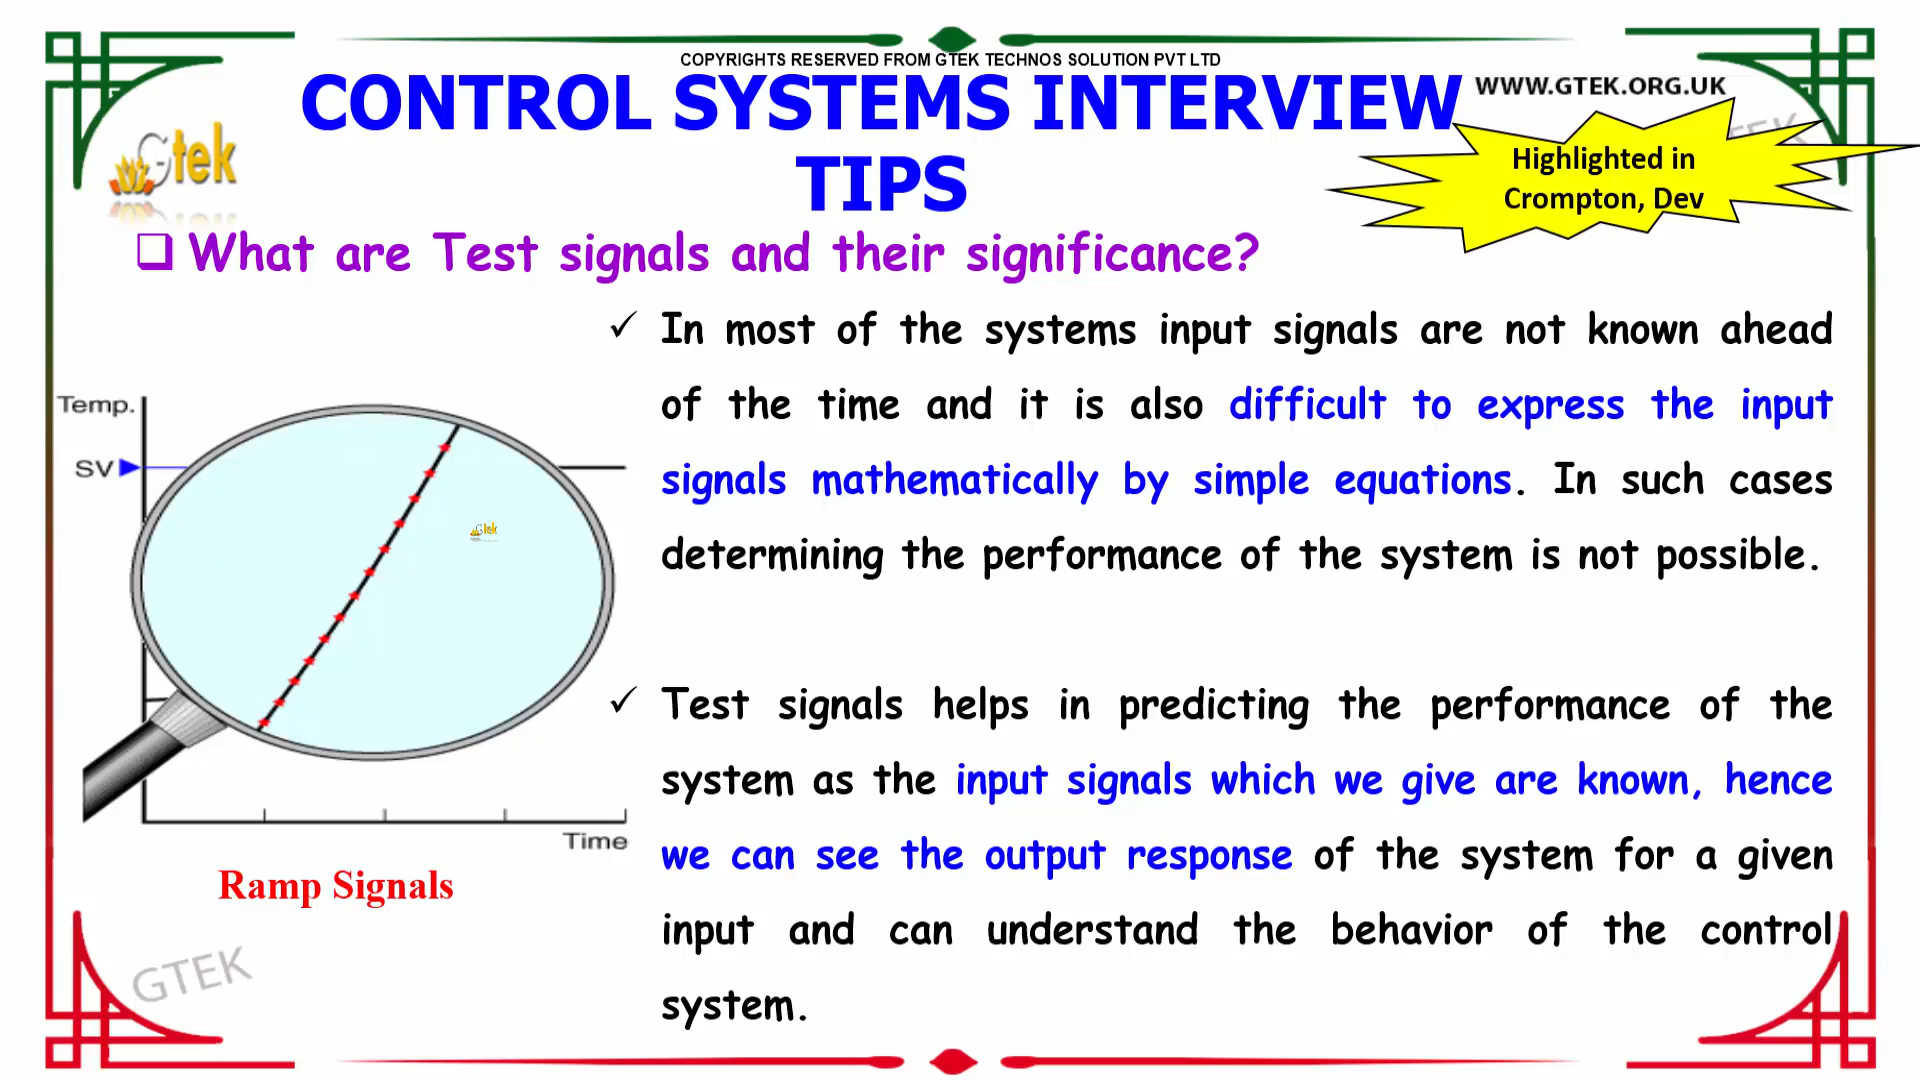 COPYRIGHTS RESERVED FROM GTEK TECHNOS SOLUTION PVT LTD
CONTROL SYSTEMS INTERVIEW
TIPS
WWW.GTEK.ORG.UK
GTEK
Gtek
Highlighted in
Crompton, Dev
What are Test signals and their significance?
In most of the systems input signals are not known ahead
of the time and it is also difficult to express the input
signals mathematically by simple equations. In such cases
determining the performance of the system is not possible.
Temp.
SV
Gtek
Time
Ramp Signals
Test signals helps in predicting the performance of the
system as the input signals which we give are known, hence
we can see the output response of the system for a given
input and can understand the behavior of the control
system.
GTEK